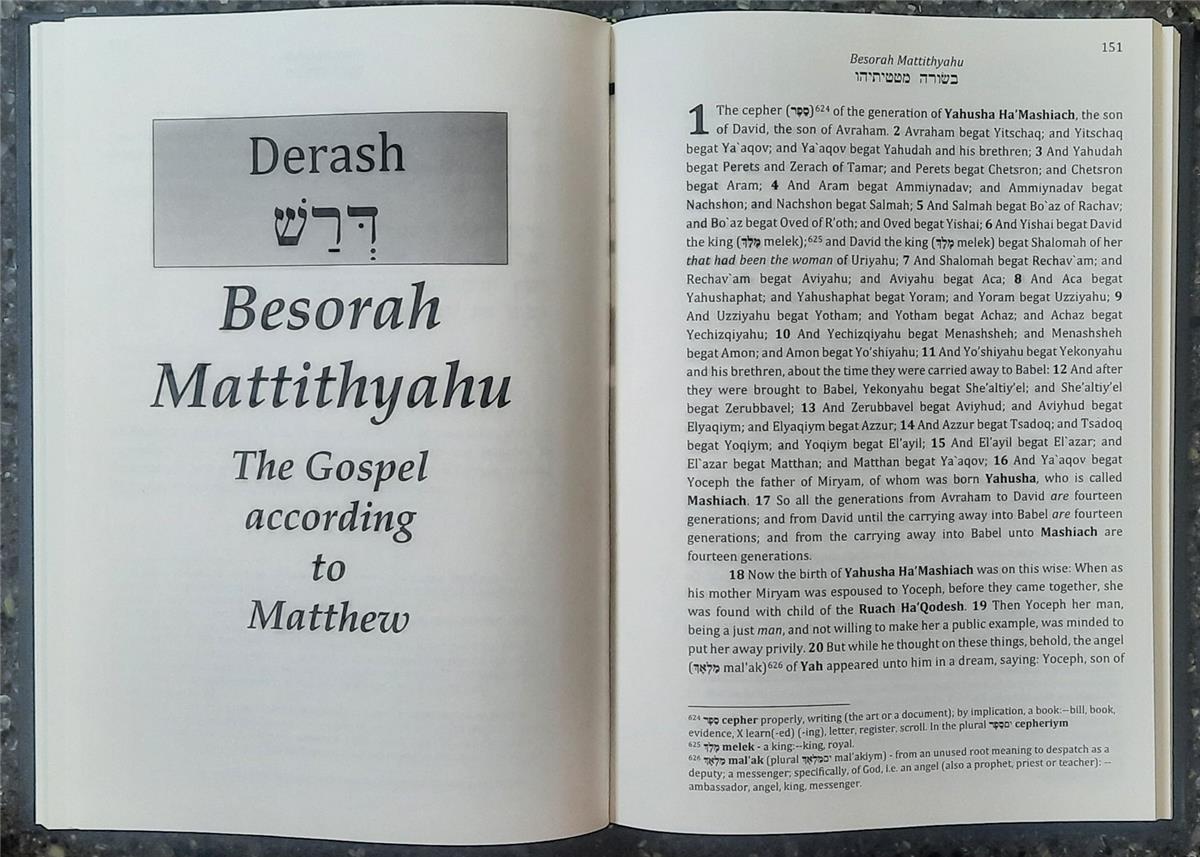 Derash
דְּרַשׁ
Besorah
Mattithyahu
The Gospel
according
to
Matthew
151
Besorah Mattithyahu
בשורה מטטיתיהו
1 The cepher (סֵפֶר)⁶²⁴ of the generation of Yahusha Ha'Mashiach, the son
of David, the son of Avraham. 2 Avraham begat Yitschaq; and Yitschaq
begat Ya`aqov; and Ya`aqov begat Yahudah and his brethren; 3 And Yahudah
begat Perets and Zerach of Tamar; and Perets begat Chetsron; and Chetsron
begat Aram; 4 And Aram begat Ammiynadav; and Ammiynadav begat
Nachshon; and Nachshon begat Salmah; 5 And Salmah begat Bo`az of Rachav;
and Bo`az begat Oved of R'oth; and Oved begat Yishai; 6 And Yishai begat David
the king (מֶלֶךְ melek);⁶²⁵ and David the king (מֶלֶךְ melek) begat Shalomah of her
that had been the woman of Uriyahu; 7 And Shalomah begat Rechav`am; and
Rechav`am begat Aviyahu; and Aviyahu begat Aca; 8 And Aca begat
Yahushaphat; and Yahushaphat begat Yoram; and Yoram begat Uzziyahu; 9
And Uzziyahu begat Yotham; and Yotham begat Achaz; and Achaz begat
Yechizqiyahu; 10 And Yechizqiyahu begat Menashsheh; and Menashsheh
begat Amon; and Amon begat Yo'shiyahu; 11 And Yo'shiyahu begat Yekonyahu
and his brethren, about the time they were carried away to Babel: 12 And after
they were brought to Babel, Yekonyahu begat She'altiy'el; and She'altiy'el
begat Zerubbavel; 13 And Zerubbavel begat Aviyhud; and Aviyhud begat
Elyaqiym; and Elyaqiym begat Azzur; 14 And Azzur begat Tsadoq; and Tsadoq
begat Yoqiym; and Yoqiym begat El'ayil; 15 And El'ayil begat El`azar; and
El`azar begat Matthan; and Matthan begat Ya`aqov; 16 And Ya`aqov begat
Yoceph the father of Miryam, of whom was born Yahusha, who is called
Mashiach. 17 So all the generations from Avraham to David are fourteen
generations; and from David until the carrying away into Babel are fourteen
generations; and from the carrying away into Babel unto Mashiach are
fourteen generations.
18 Now the birth of Yahusha Ha'Mashiach was on this wise: When as
his mother Miryam was espoused to Yoceph, before they came together, she
was found with child of the Ruach Ha'Qodesh. 19 Then Yoceph her man,
being a just man, and not willing to make her a public example, was minded to
put her away privily. 20 But while he thought on these things, behold, the angel
(מַלְאָךְ mal'ak)⁶²⁶ of Yah appeared unto him in a dream, saying: Yoceph, son of
⁶²⁴ סֵפֶר cepher properly, writing (the art or a document); by implication, a book:--bill, book,
evidence, X learn(-ed) (-ing), letter, register, scroll. In the plural סֵפֶרים cepheriym
⁶²⁵ מֶלֶךְ melek - a king:--king, royal.
⁶²⁶ מַלְאָךְ mal'ak (plural מַלְאָךְים mal'akiym) - from an unused root meaning to despatch as a
deputy; a messenger; specifically, of God, i.e. an angel (also a prophet, priest or teacher): --
ambassador, angel, king, messenger.